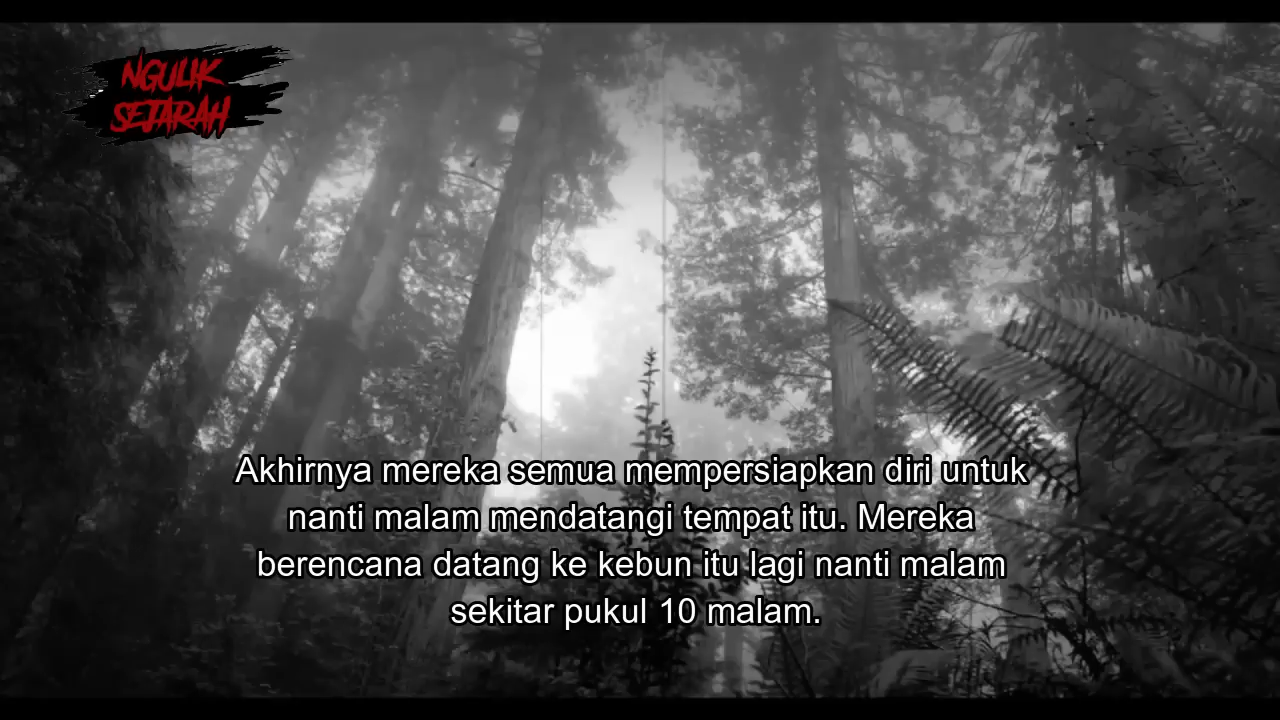 NGULIK
SEJARAH
Akhirnya mereka semua mempersiapkan diri untuk
nanti malam mendatangi tempat itu. Mereka
berencana datang ke kebun itu lagi nanti malam
sekitar pukul 10 malam.